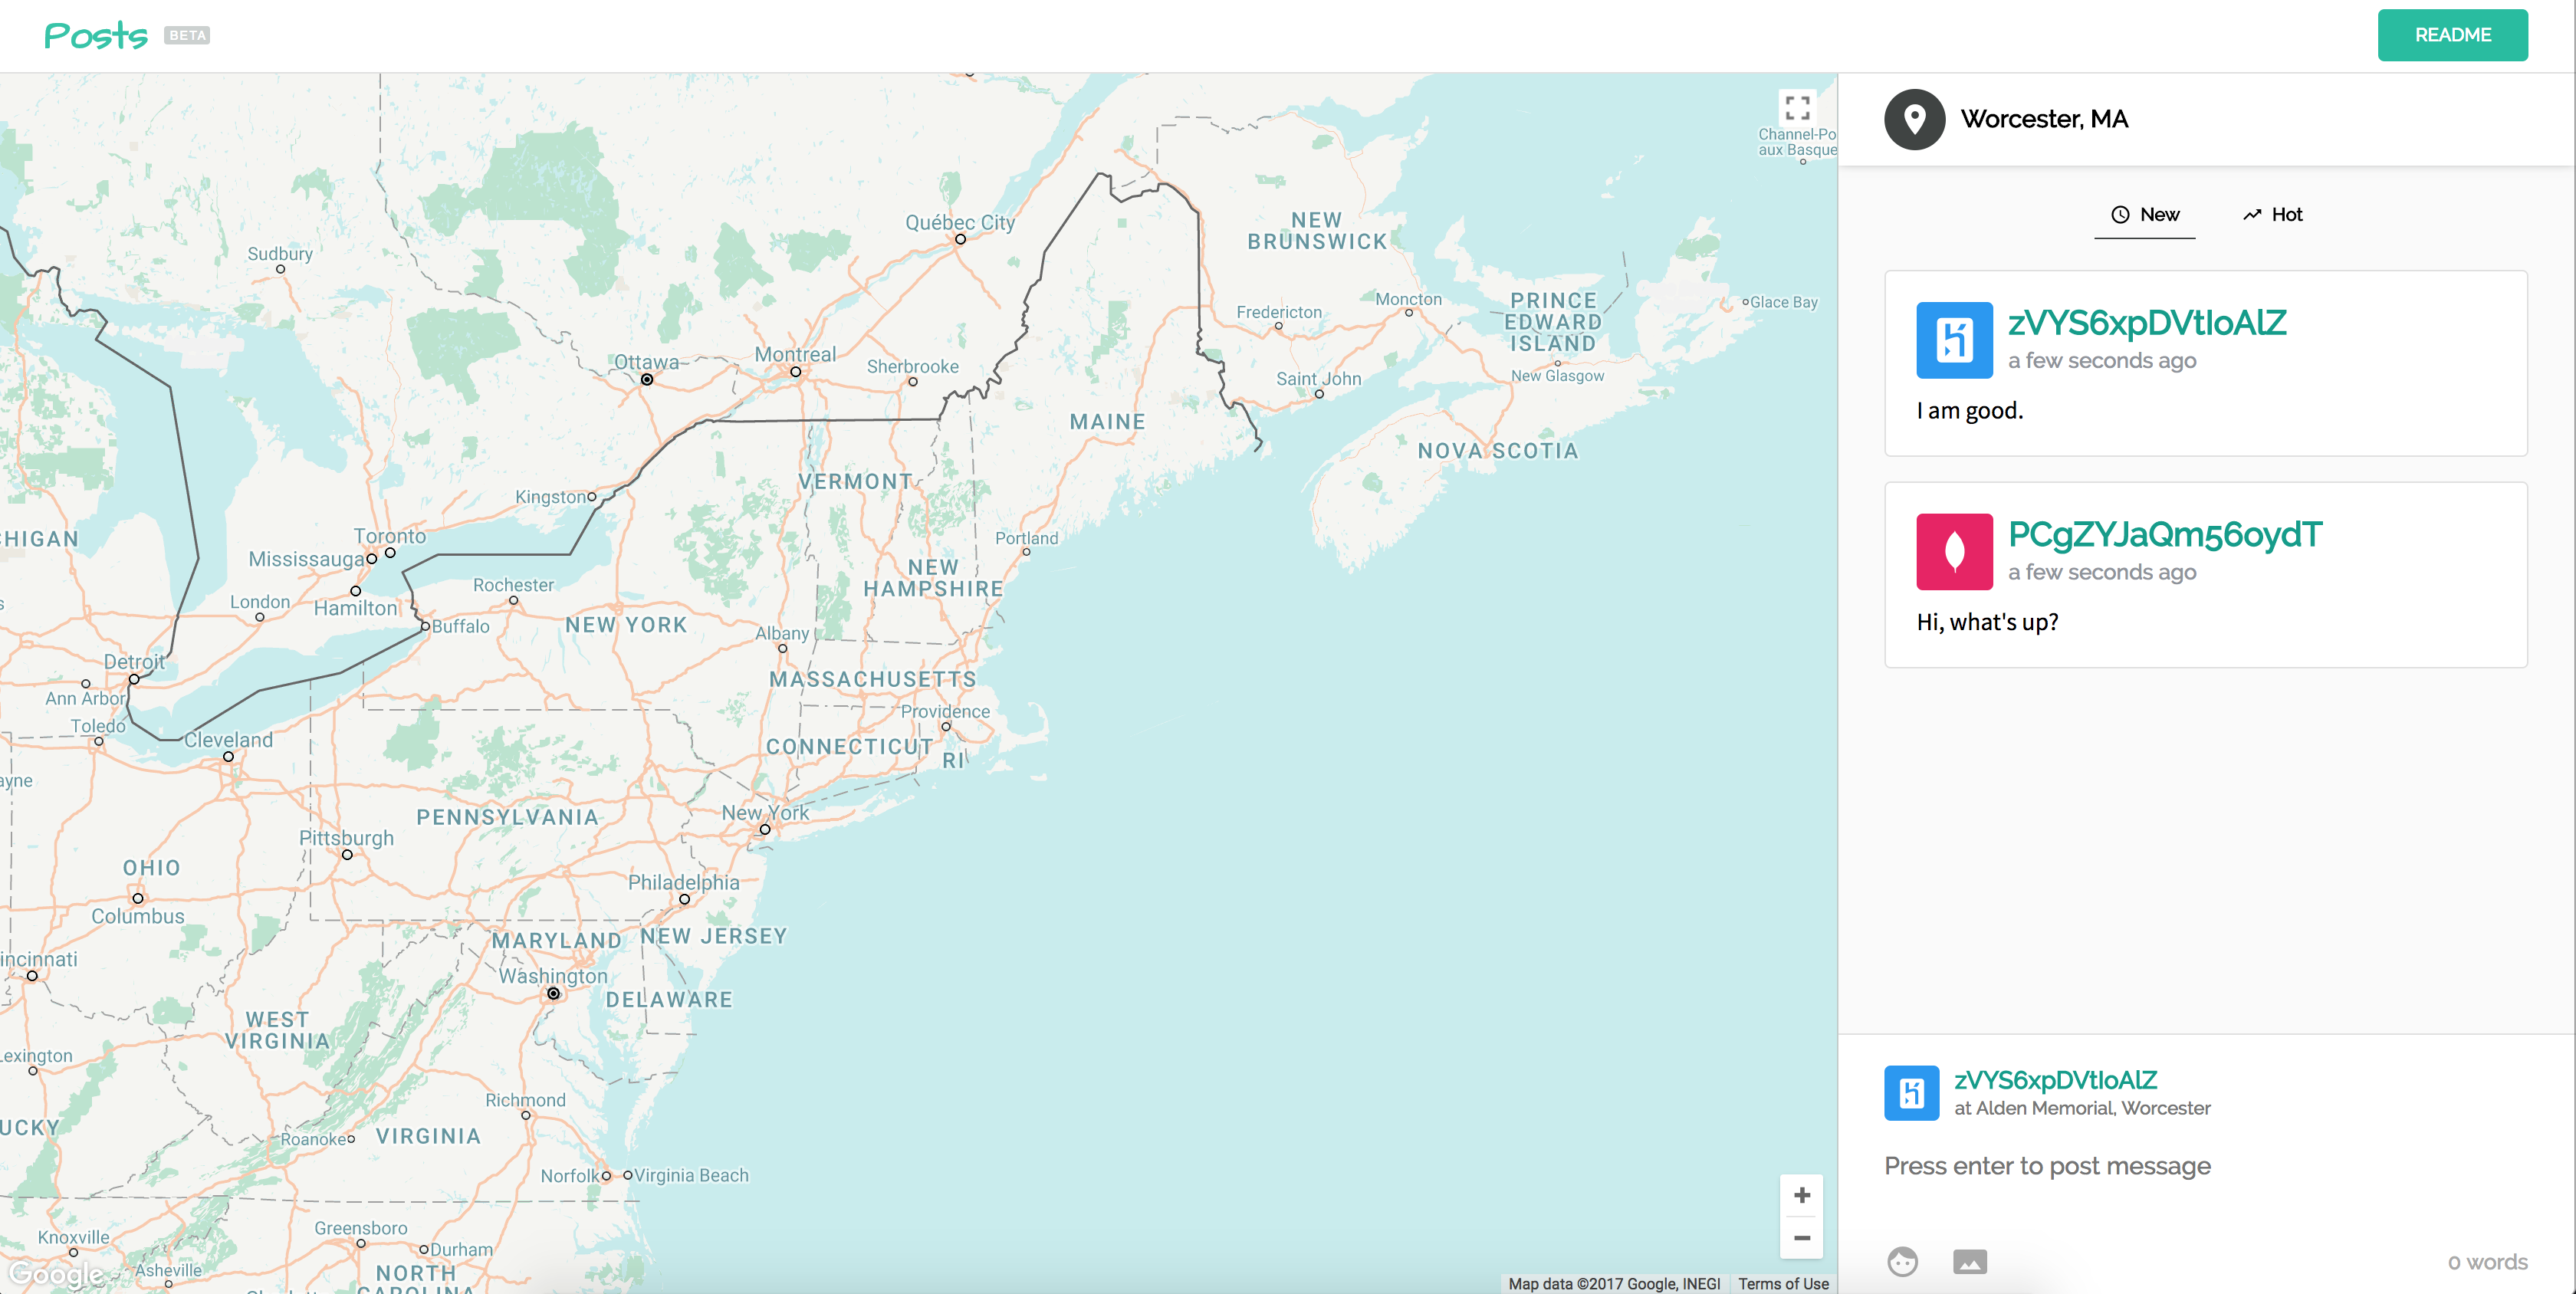 Posts BETA
README
Worcester, MA
New
Hot
zVYS6xpDVtIoAlZ
a few seconds ago
I am good.
PCgZYJaQm56oydT
a few seconds ago
Hi, what's up?
zVYS6xpDVtIoAlZ
at Alden Memorial, Worcester
Press enter to post message
0 words
Channel-Po
aux Basque
Québec City
NEW
BRUNSWICK
Sudbury
Glace Bay
PRINCE
EDWARD
ISLAND
Moncton
Fredericton
Ottawa
Montreal
Sherbrooke
Saint John
New Glasgow
MAINE
NOVA SCOTIA
VERMONT
Kingston
CHIGAN
Toronto
Mississauga
Portland
NEW
HAMPSHIRE
Rochester
London
Hamilton
Buffalo
NEW YORK
Albany
Detroit
Ann Arbor
MASSACHUSETTS
Toledo
Providence
Cleveland
CONNECTICUT
RI
ayne
New York
PENNSYLVANIA
Pittsburgh
OHIO
Philadelphia
Columbus
MARYLAND
NEW JERSEY
incinnati
Washington
DELAWARE
WEST
VIRGINIA
Lexington
Richmond
UCKY
Roanoke
VIRGINIA
Norfolk
Virginia Beach
Greensboro
Knoxville
Durham
Asheville
NORTH
CAROLINA
Google
Map data ©2017 Google, INEGI
Terms of Use